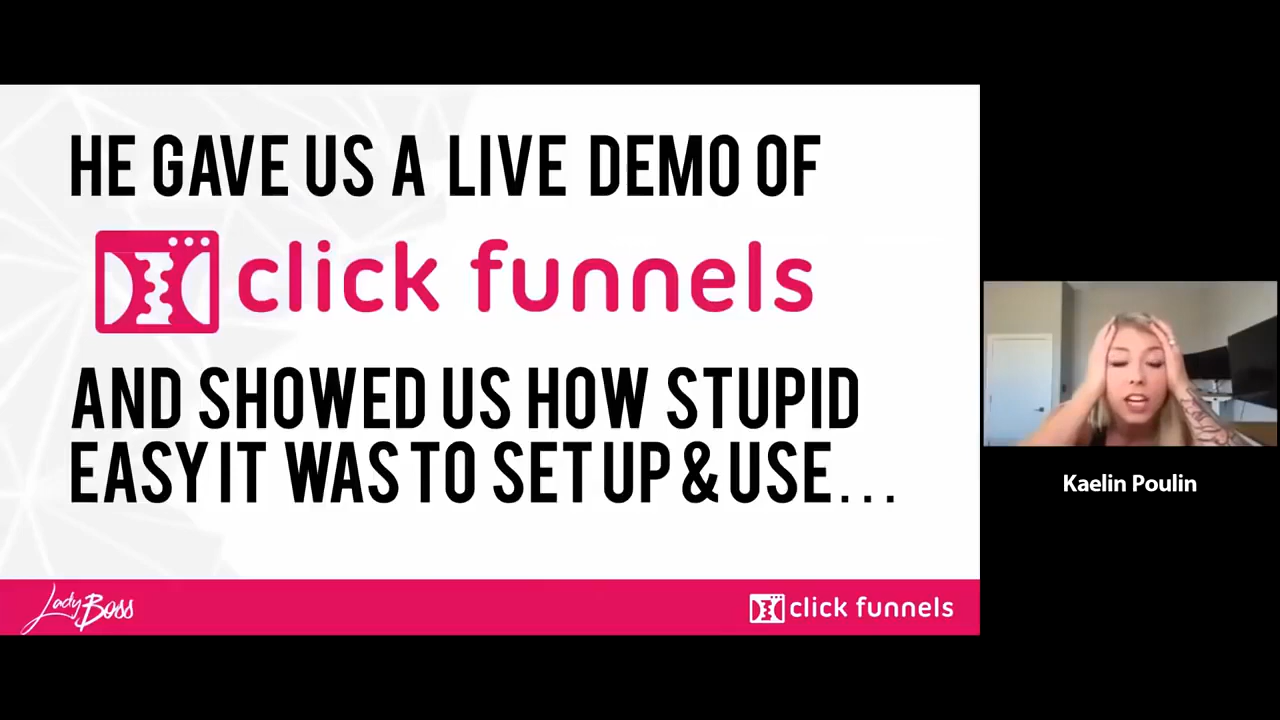 HE GAVE US A LIVE DEMO OF
click funnels
AND SHOWED US HOW STUPID
EASY IT WAS TO SET UP & USE...
LadyBoss
click funnels
Kaelin Poulin